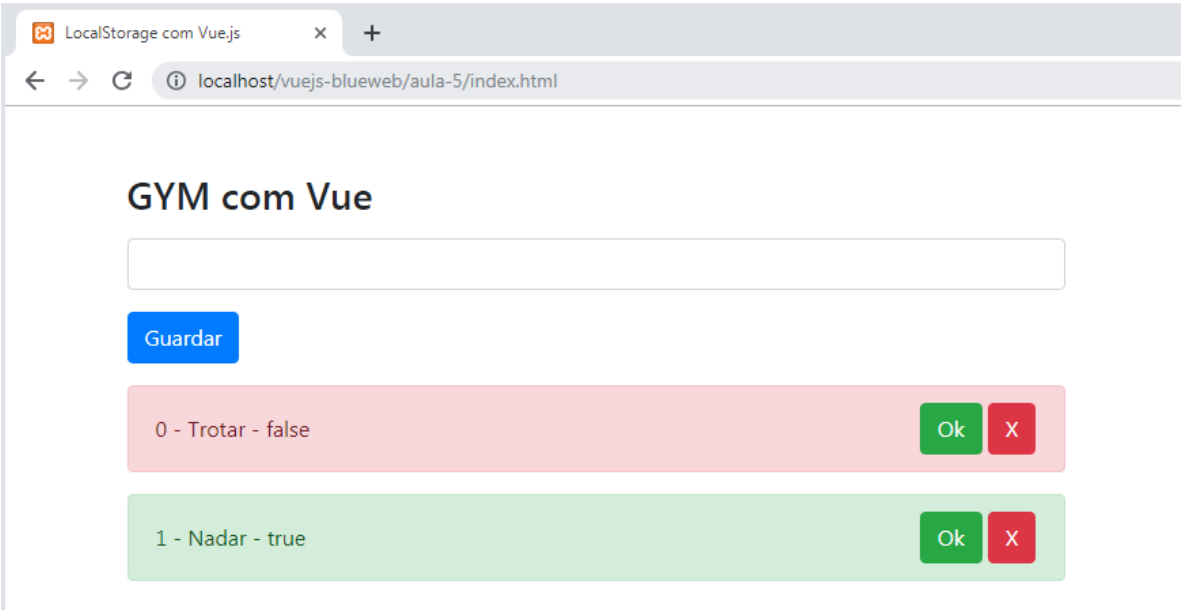 LocalStorage com Vue.js
localhost/vuejs-blueweb/aula-5/index.html
GYM com Vue
Guardar
0 - Trotar - false Ok X
1 - Nadar - true Ok X